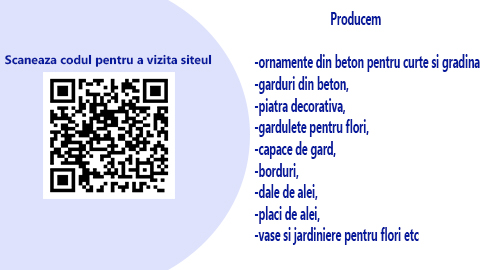 Producem
Scaneaza codul pentru a vizita siteul
-ornamente din beton pentru curte si gradina
-garduri din beton,
-piatra decorativa,
-gardulete pentru flori,
-capace de gard,
-borduri,
-dale de alei,
-placi de alei,
-vase si jardiniere pentru flori etc